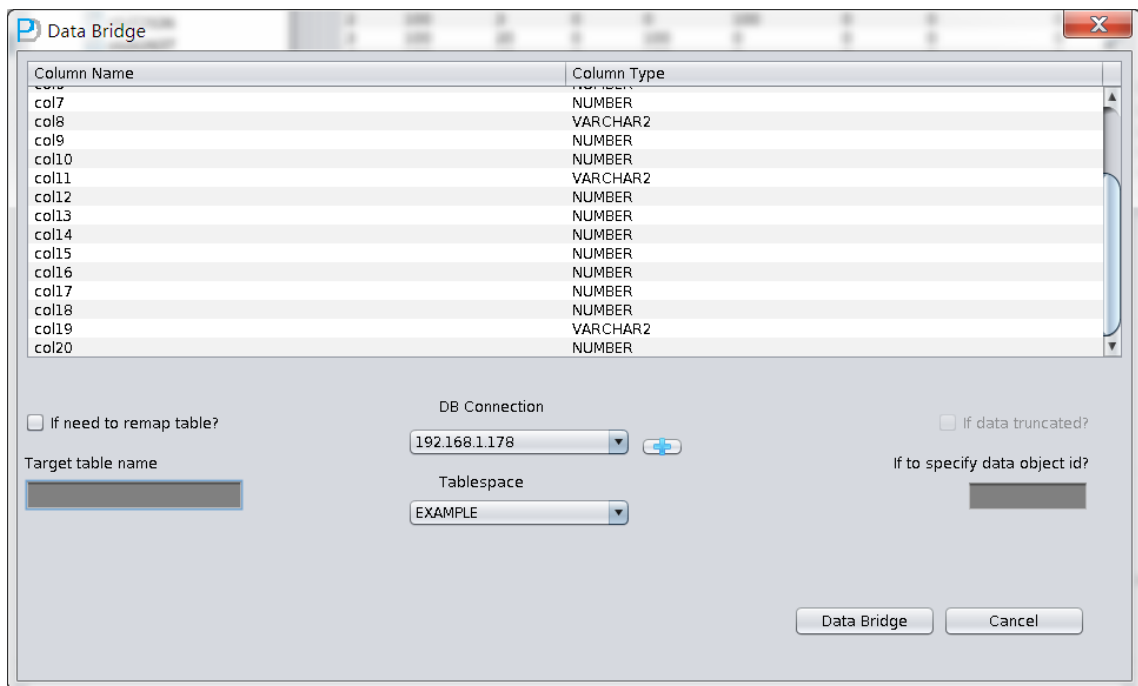 Data Bridge
Column Name Column Type
col7 NUMBER
col8 VARCHAR2
col9 NUMBER
col10 NUMBER
col11 VARCHAR2
col12 NUMBER
col13 NUMBER
col14 NUMBER
col15 NUMBER
col16 NUMBER
col17 NUMBER
col18 NUMBER
col19 VARCHAR2
col20 NUMBER
DB Connection
If need to remap table?
192.168.1.178
If data truncated?
Target table name
If to specify data object id?
Tablespace
EXAMPLE
Data Bridge Cancel